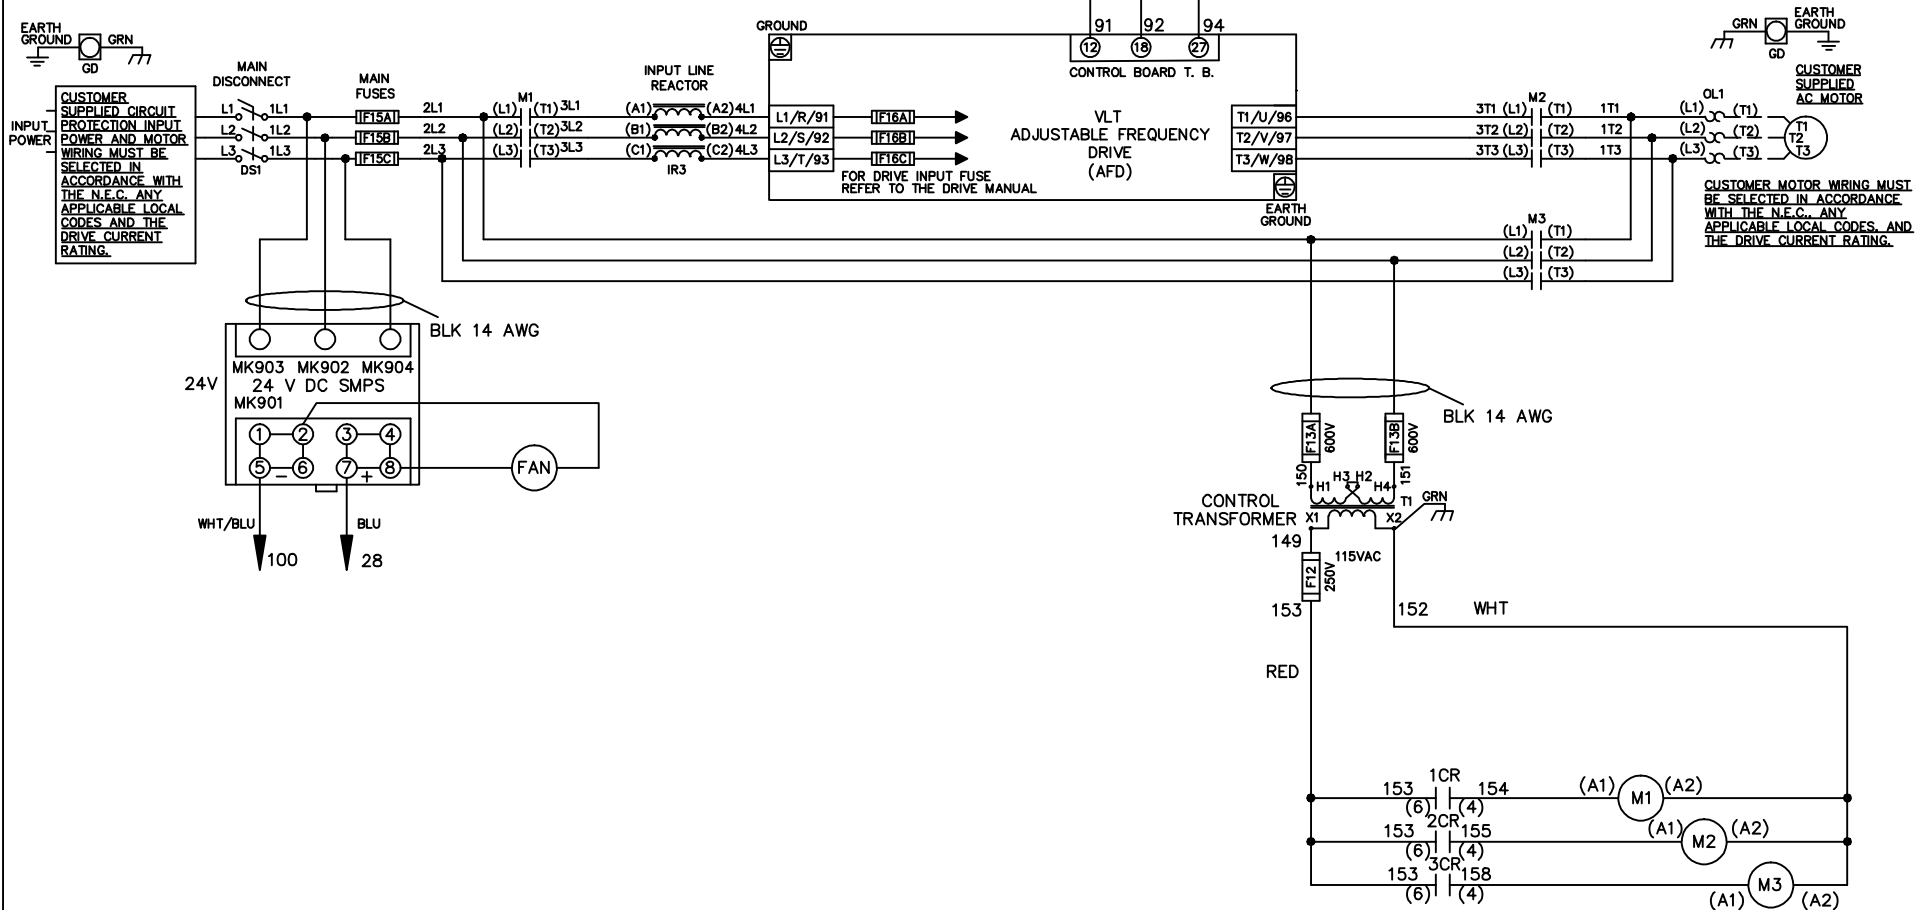 EARTH
GROUND
GRN
GD
CUSTOMER
SUPPLIED CIRCUIT
PROTECTION INPUT
POWER AND MOTOR
WIRING MUST BE
SELECTED IN
ACCORDANCE WITH
THE N.E.C. ANY
APPLICABLE LOCAL
CODES AND THE
DRIVE CURRENT
RATING.
INPUT
POWER
MAIN
DISCONNECT
L1 1L1
L2 1L2
L3 1L3
DS1
MAIN
FUSES
F15A
F15B
F15C
2L1
2L2
2L3
M1
(L1) (T1) 3L1
(L2) (T2) 3L2
(L3) (T3) 3L3
INPUT LINE
REACTOR
(A1) (A2) 4L1
(B1) (B2) 4L2
(C1) (C2) 4L3
IR3
GROUND
91 92 94
12 18 27
CONTROL BOARD T. B.
L1/R/91
L2/S/92
L3/T/93
F16A
F16B
F16C
FOR DRIVE INPUT FUSE
REFER TO THE DRIVE MANUAL
VLT
ADJUSTABLE FREQUENCY
DRIVE
(AFD)
T1/U/96
T2/V/97
T3/W/98
EARTH
GROUND
M2
3T1 (L1) (T1) 1T1
3T2 (L2) (T2) 1T2
3T3 (L3) (T3) 1T3
OL1
(L1) (T1)
(L2) (T2)
(L3) (T3)
T1
T2
T3
GRN
EARTH
GROUND
GD
CUSTOMER
SUPPLIED
AC MOTOR
CUSTOMER MOTOR WIRING MUST
BE SELECTED IN ACCORDANCE
WITH THE N.E.C., ANY
APPLICABLE LOCAL CODES, AND
THE DRIVE CURRENT RATING.
M3
(L1) (T1)
(L2) (T2)
(L3) (T3)
BLK 14 AWG
MK903 MK902 MK904
24V
24 V DC SMPS
MK901
1 2 3 4
5 - 6 7 + 8
FAN
WHT/BLU
BLU
100
28
BLK 14 AWG
F13A
600V
F13B
600V
150
151
H1 H3 H2 H4
T1
GRN
CONTROL
TRANSFORMER
X1 X2
149
115VAC
F12
250V
153
152
WHT
RED
1CR
153 154
(6) (4)
(A1) M1 (A2)
2CR
153 155
(6) (4)
(A1) M2 (A2)
3CR
153 158
(6) (4)
(A1) M3 (A2)